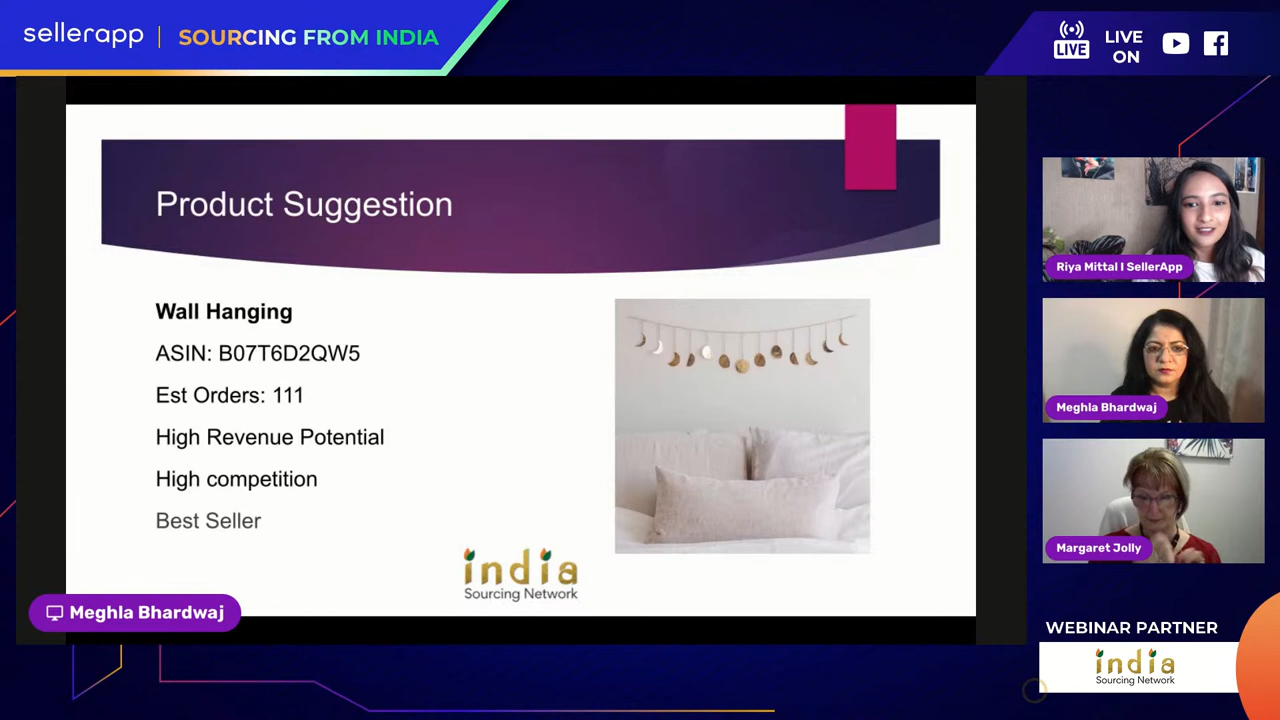 sellerapp | SOURCING FROM INDIA
LIVE
LIVE
ON
Product Suggestion
Wall Hanging
ASIN: B07T6D2QW5
Est Orders: 111
High Revenue Potential
High competition
Best Seller
india
Sourcing Network
Meghla Bhardwaj
Riya Mittal I SellerApp
Meghla Bhardwaj
Margaret Jolly
WEBINAR PARTNER
india
Sourcing Network